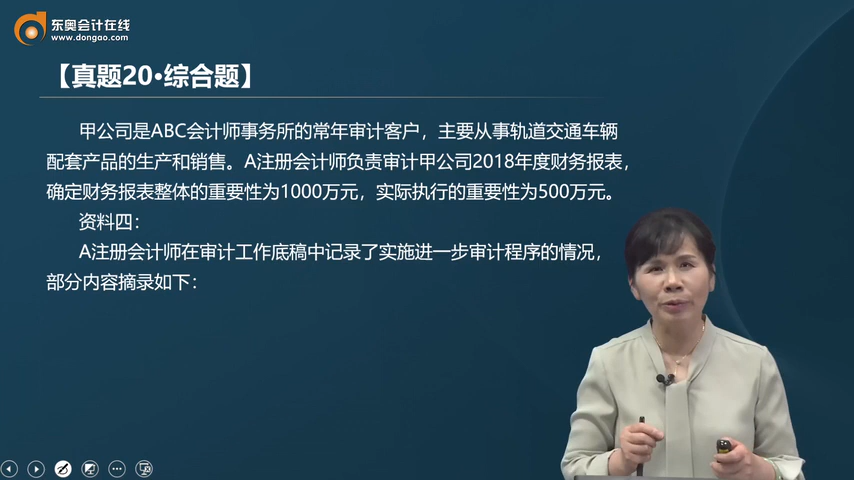 东奥会计在线
www.dongao.com
【真题20·综合题】
甲公司是ABC会计师事务所的常年审计客户，主要从事轨道交通车辆
配套产品的生产和销售。A注册会计师负责审计甲公司2018年度财务报表，
确定财务报表整体的重要性为1000万元，实际执行的重要性为500万元。
资料四：
A注册会计师在审计工作底稿中记录了实施进一步审计程序的情况，
部分内容摘录如下：